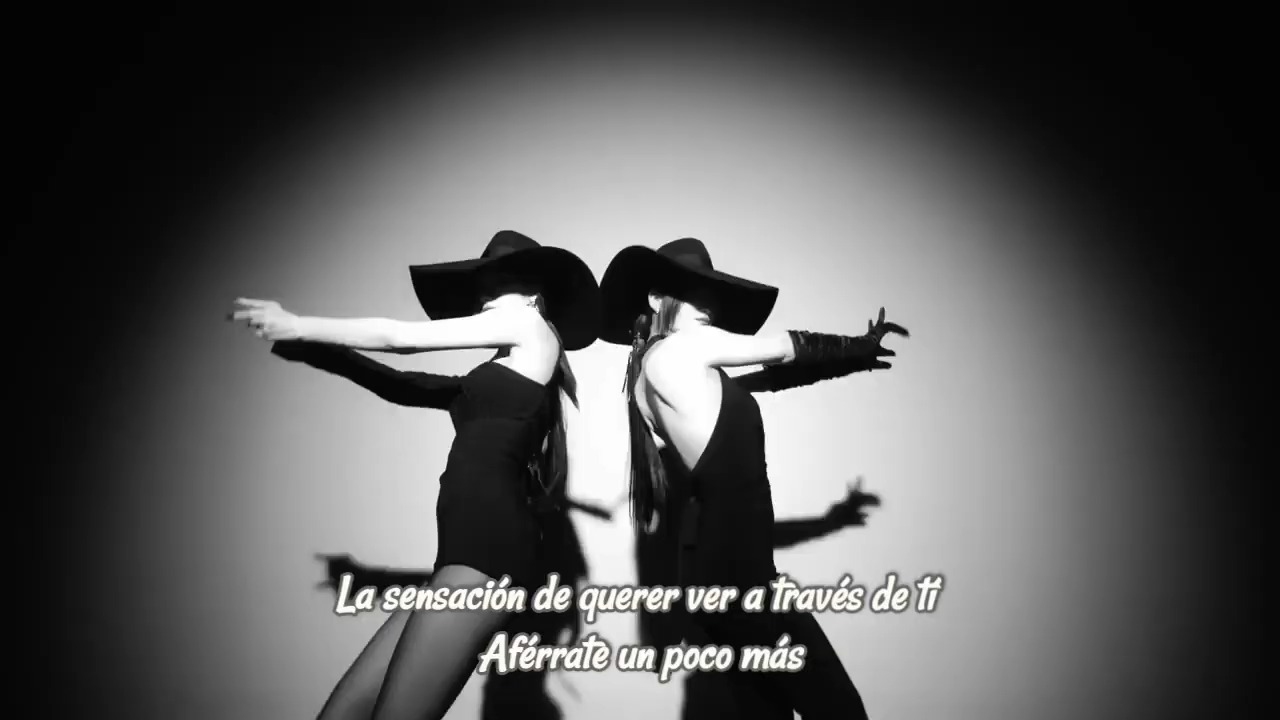 La sensación de querer ver a través de ti
Aférrate un poco más